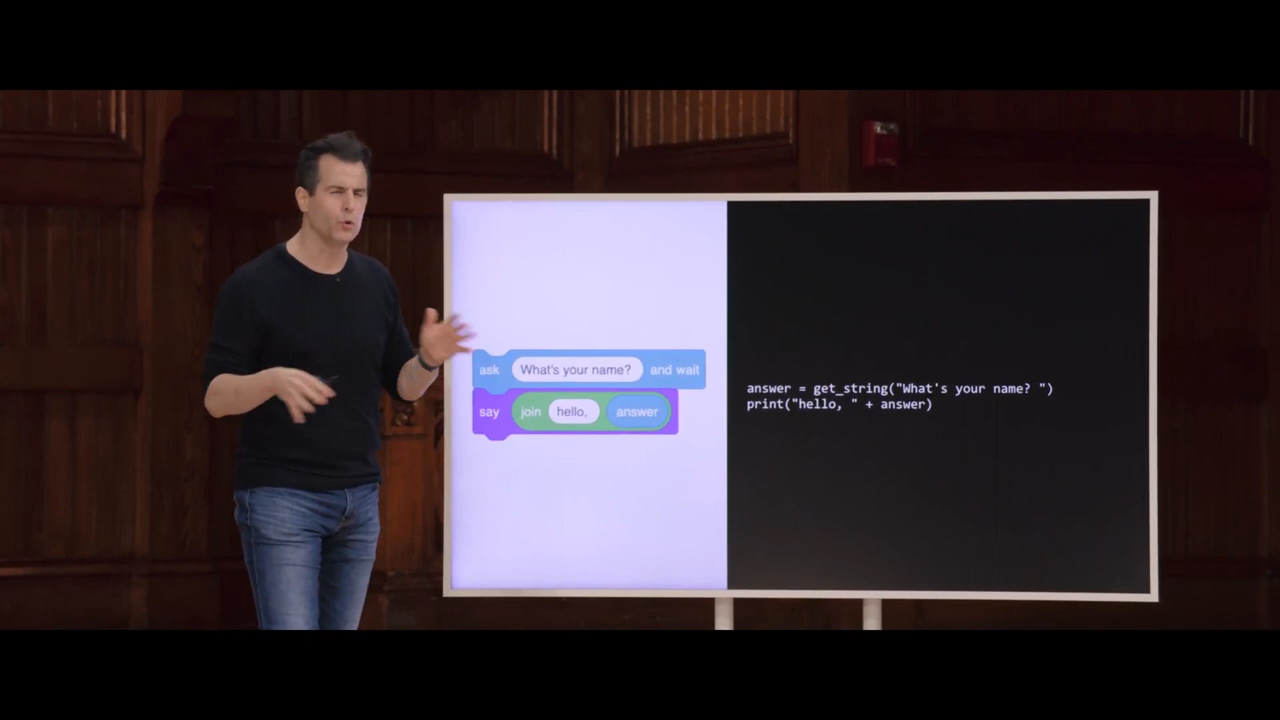 ask What's your name? and wait
say join hello, answer
answer = get_string("What's your name? ")
print("hello, " + answer)